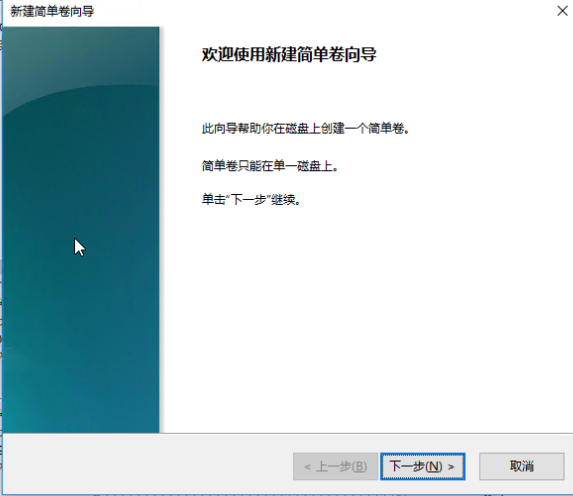 新建简单卷向导
欢迎使用新建简单卷向导
此向导帮助你在磁盘上创建一个简单卷。
简单卷只能在单一磁盘上。
单击"下一步"继续。
< 上一步(B) 下一步(N) > 取消